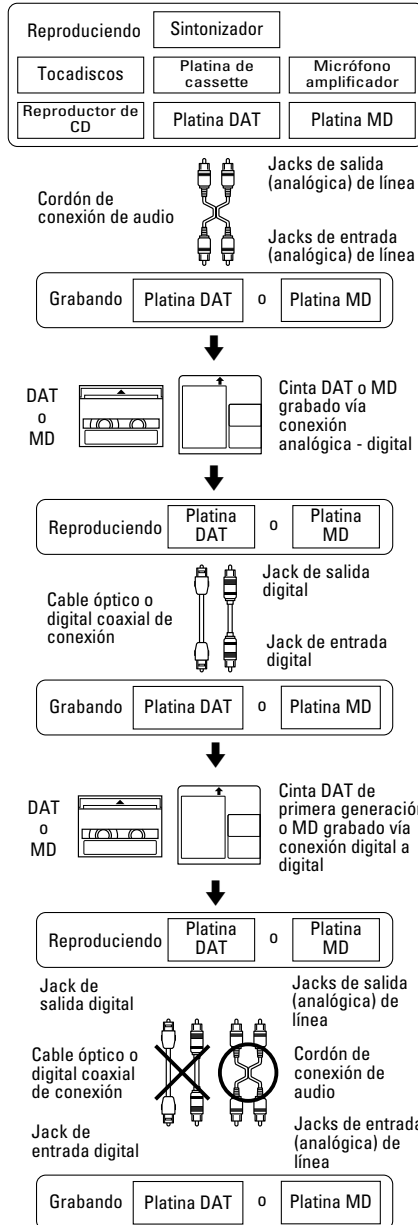 Reproduciendo
Sintonizador
Tocadiscos
Platina de
cassette
Micrófono
amplificador
Reproductor de
CD
Platina DAT
Platina MD
Cordón de
conexión de audio
Jacks de salida
(analógica) de línea
Jacks de entrada
(analógica) de línea
Grabando
Platina DAT
o
Platina MD
DAT
o
MD
Cinta DAT o MD
grabado vía
conexión
analógica - digital
Reproduciendo
Platina
DAT
o
Platina
MD
Cable óptico o
digital coaxial de
conexión
Jack de salida
digital
Jack de entrada
digital
Grabando
Platina DAT
o
Platina MD
DAT
o
MD
Cinta DAT de
primera generación
o MD grabado vía
conexión digital a
digital
Reproduciendo
Platina
DAT
o
Platina
MD
Jack de
salida digital
Jacks de salida
(analógica) de
línea
Cable óptico o
digital coaxial
de conexión
Cordón de
conexión de
audio
Jack de
entrada digital
Jacks de entrada
(analógica) de
línea
Grabando
Platina DAT
o
Platina MD